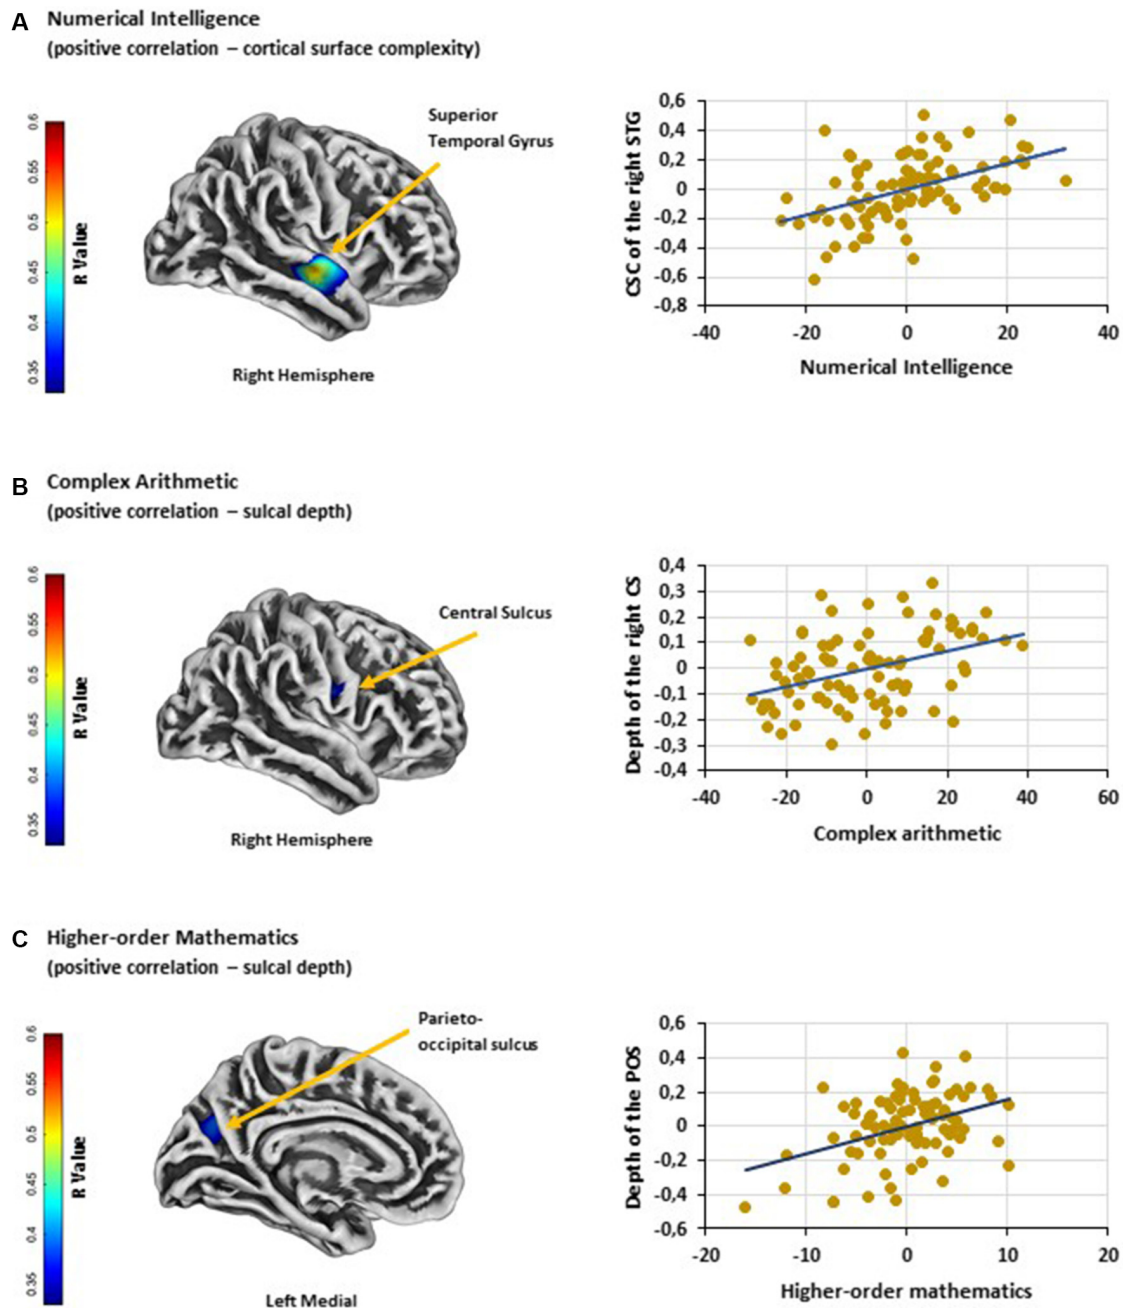 A Numerical Intelligence
(positive correlation – cortical surface complexity)
0.6
0.55
0.5
0.45
0.4
0.35
R Value
Superior
Temporal Gyrus
Right Hemisphere
CSC of the right STG
0,6
0,4
0,2
0
-0,2
-0,4
-0,6
-0,8
-40 -20 0 20 40
Numerical Intelligence
B Complex Arithmetic
(positive correlation – sulcal depth)
0.6
0.55
0.5
0.45
0.4
0.35
R Value
Central Sulcus
Right Hemisphere
Depth of the right CS
0,4
0,3
0,2
0,1
0
-0,1
-0,2
-0,3
-0,4
-40 -20 0 20 40 60
Complex arithmetic
C Higher-order Mathematics
(positive correlation – sulcal depth)
0.6
0.55
0.5
0.45
0.4
0.35
R Value
Parieto-
occipital sulcus
Left Medial
Depth of the POS
0,6
0,4
0,2
0
-0,2
-0,4
-0,6
-20 -10 0 10 20
Higher-order mathematics